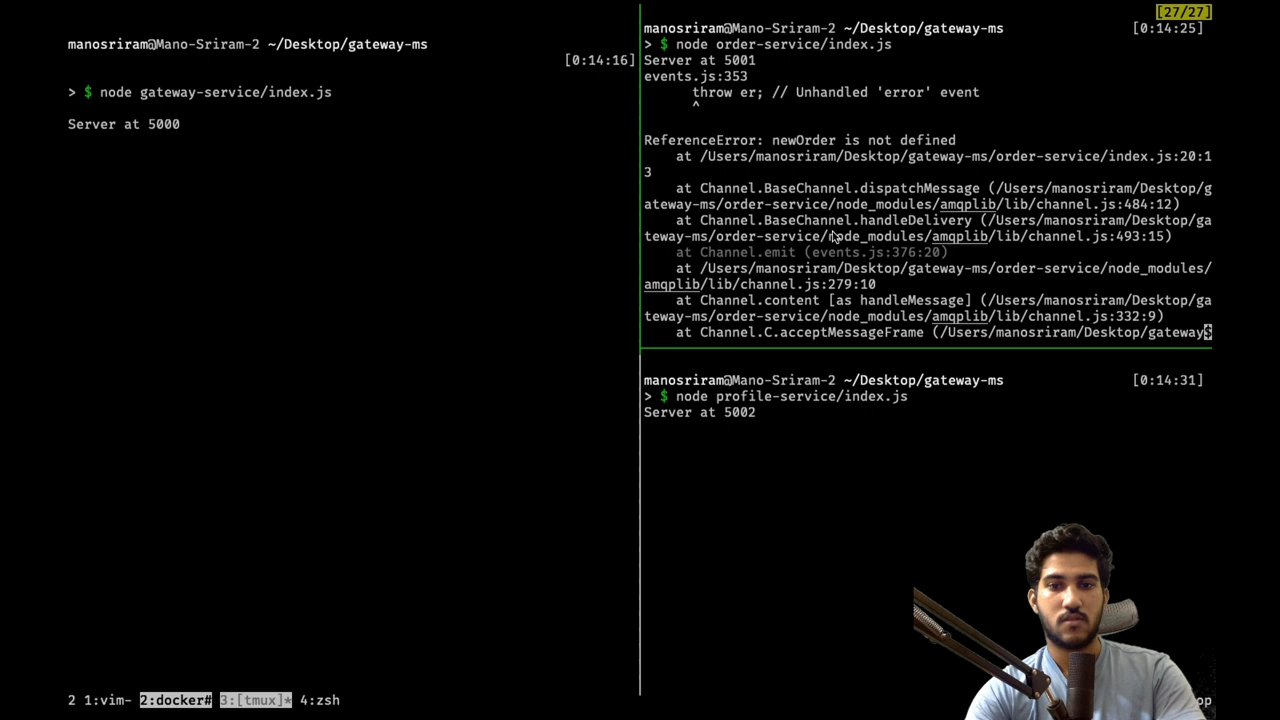 manosriram@Mano-Sriram-2 ~/Desktop/gateway-ms
[0:14:16]
> $ node gateway-service/index.js
Server at 5000
[27/27]
manosriram@Mano-Sriram-2 ~/Desktop/gateway-ms [0:14:25]
> $ node order-service/index.js
Server at 5001
events.js:353
throw er; // Unhandled 'error' event
^
ReferenceError: newOrder is not defined
at /Users/manosriram/Desktop/gateway-ms/order-service/index.js:20:1
3
at Channel.BaseChannel.dispatchMessage (/Users/manosriram/Desktop/g
ateway-ms/order-service/node_modules/amqplib/lib/channel.js:484:12)
at Channel.BaseChannel.handleDelivery (/Users/manosriram/Desktop/ga
teway-ms/order-service/node_modules/amqplib/lib/channel.js:493:15)
at Channel.emit (events.js:376:20)
at /Users/manosriram/Desktop/gateway-ms/order-service/node_modules/
amqplib/lib/channel.js:279:10
at Channel.content [as handleMessage] (/Users/manosriram/Desktop/ga
teway-ms/order-service/node_modules/amqplib/lib/channel.js:332:9)
at Channel.C.acceptMessageFrame (/Users/manosriram/Desktop/gateway$
manosriram@Mano-Sriram-2 ~/Desktop/gateway-ms [0:14:31]
> $ node profile-service/index.js
Server at 5002
2 1:vim- 2:docker# 3:[tmux]* 4:zsh